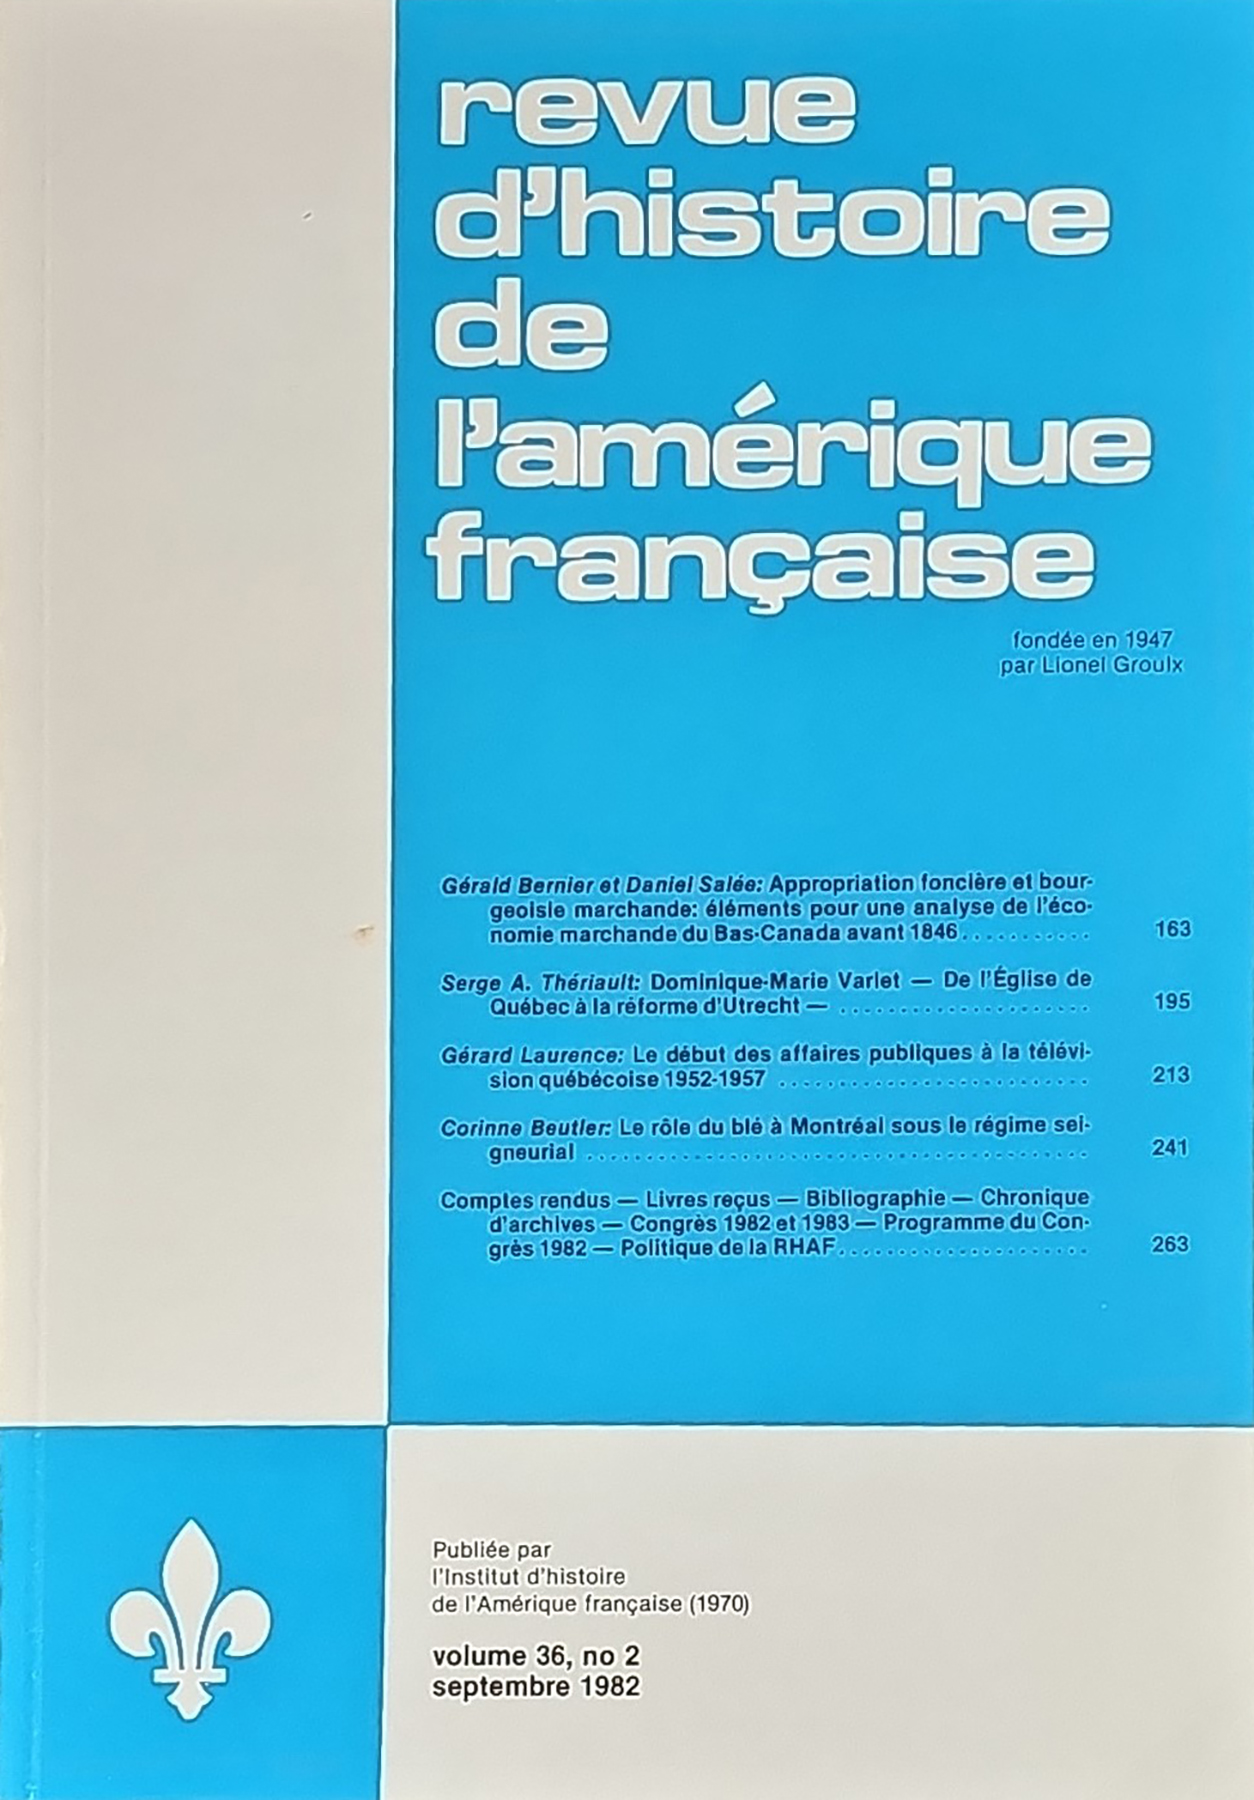 revue
d'histoire
de
l'amérique
française
fondée en 1947
par Lionel Groulx
Gérald Bernier et Daniel Salée: Appropriation foncière et bour-
geoisie marchande: éléments pour une analyse de l'éco-
nomie marchande du Bas-Canada avant 1846 ............ 163
Serge A. Thériault: Dominique-Marie Varlet — De l'Église de
Québec à la réforme d'Utrecht — ..................... 195
Gérard Laurence: Le début des affaires publiques à la télévi-
sion québécoise 1952-1957 .......................... 213
Corinne Beutler: Le rôle du blé à Montréal sous le régime sei-
gneurial .......................................... 241
Comptes rendus — Livres reçus — Bibliographie — Chronique
d'archives — Congrès 1982 et 1983 — Programme du Con-
grès 1982 — Politique de la RHAF ..................... 263
Publiée par
l'Institut d'histoire
de l'Amérique française (1970)
volume 36, no 2
septembre 1982